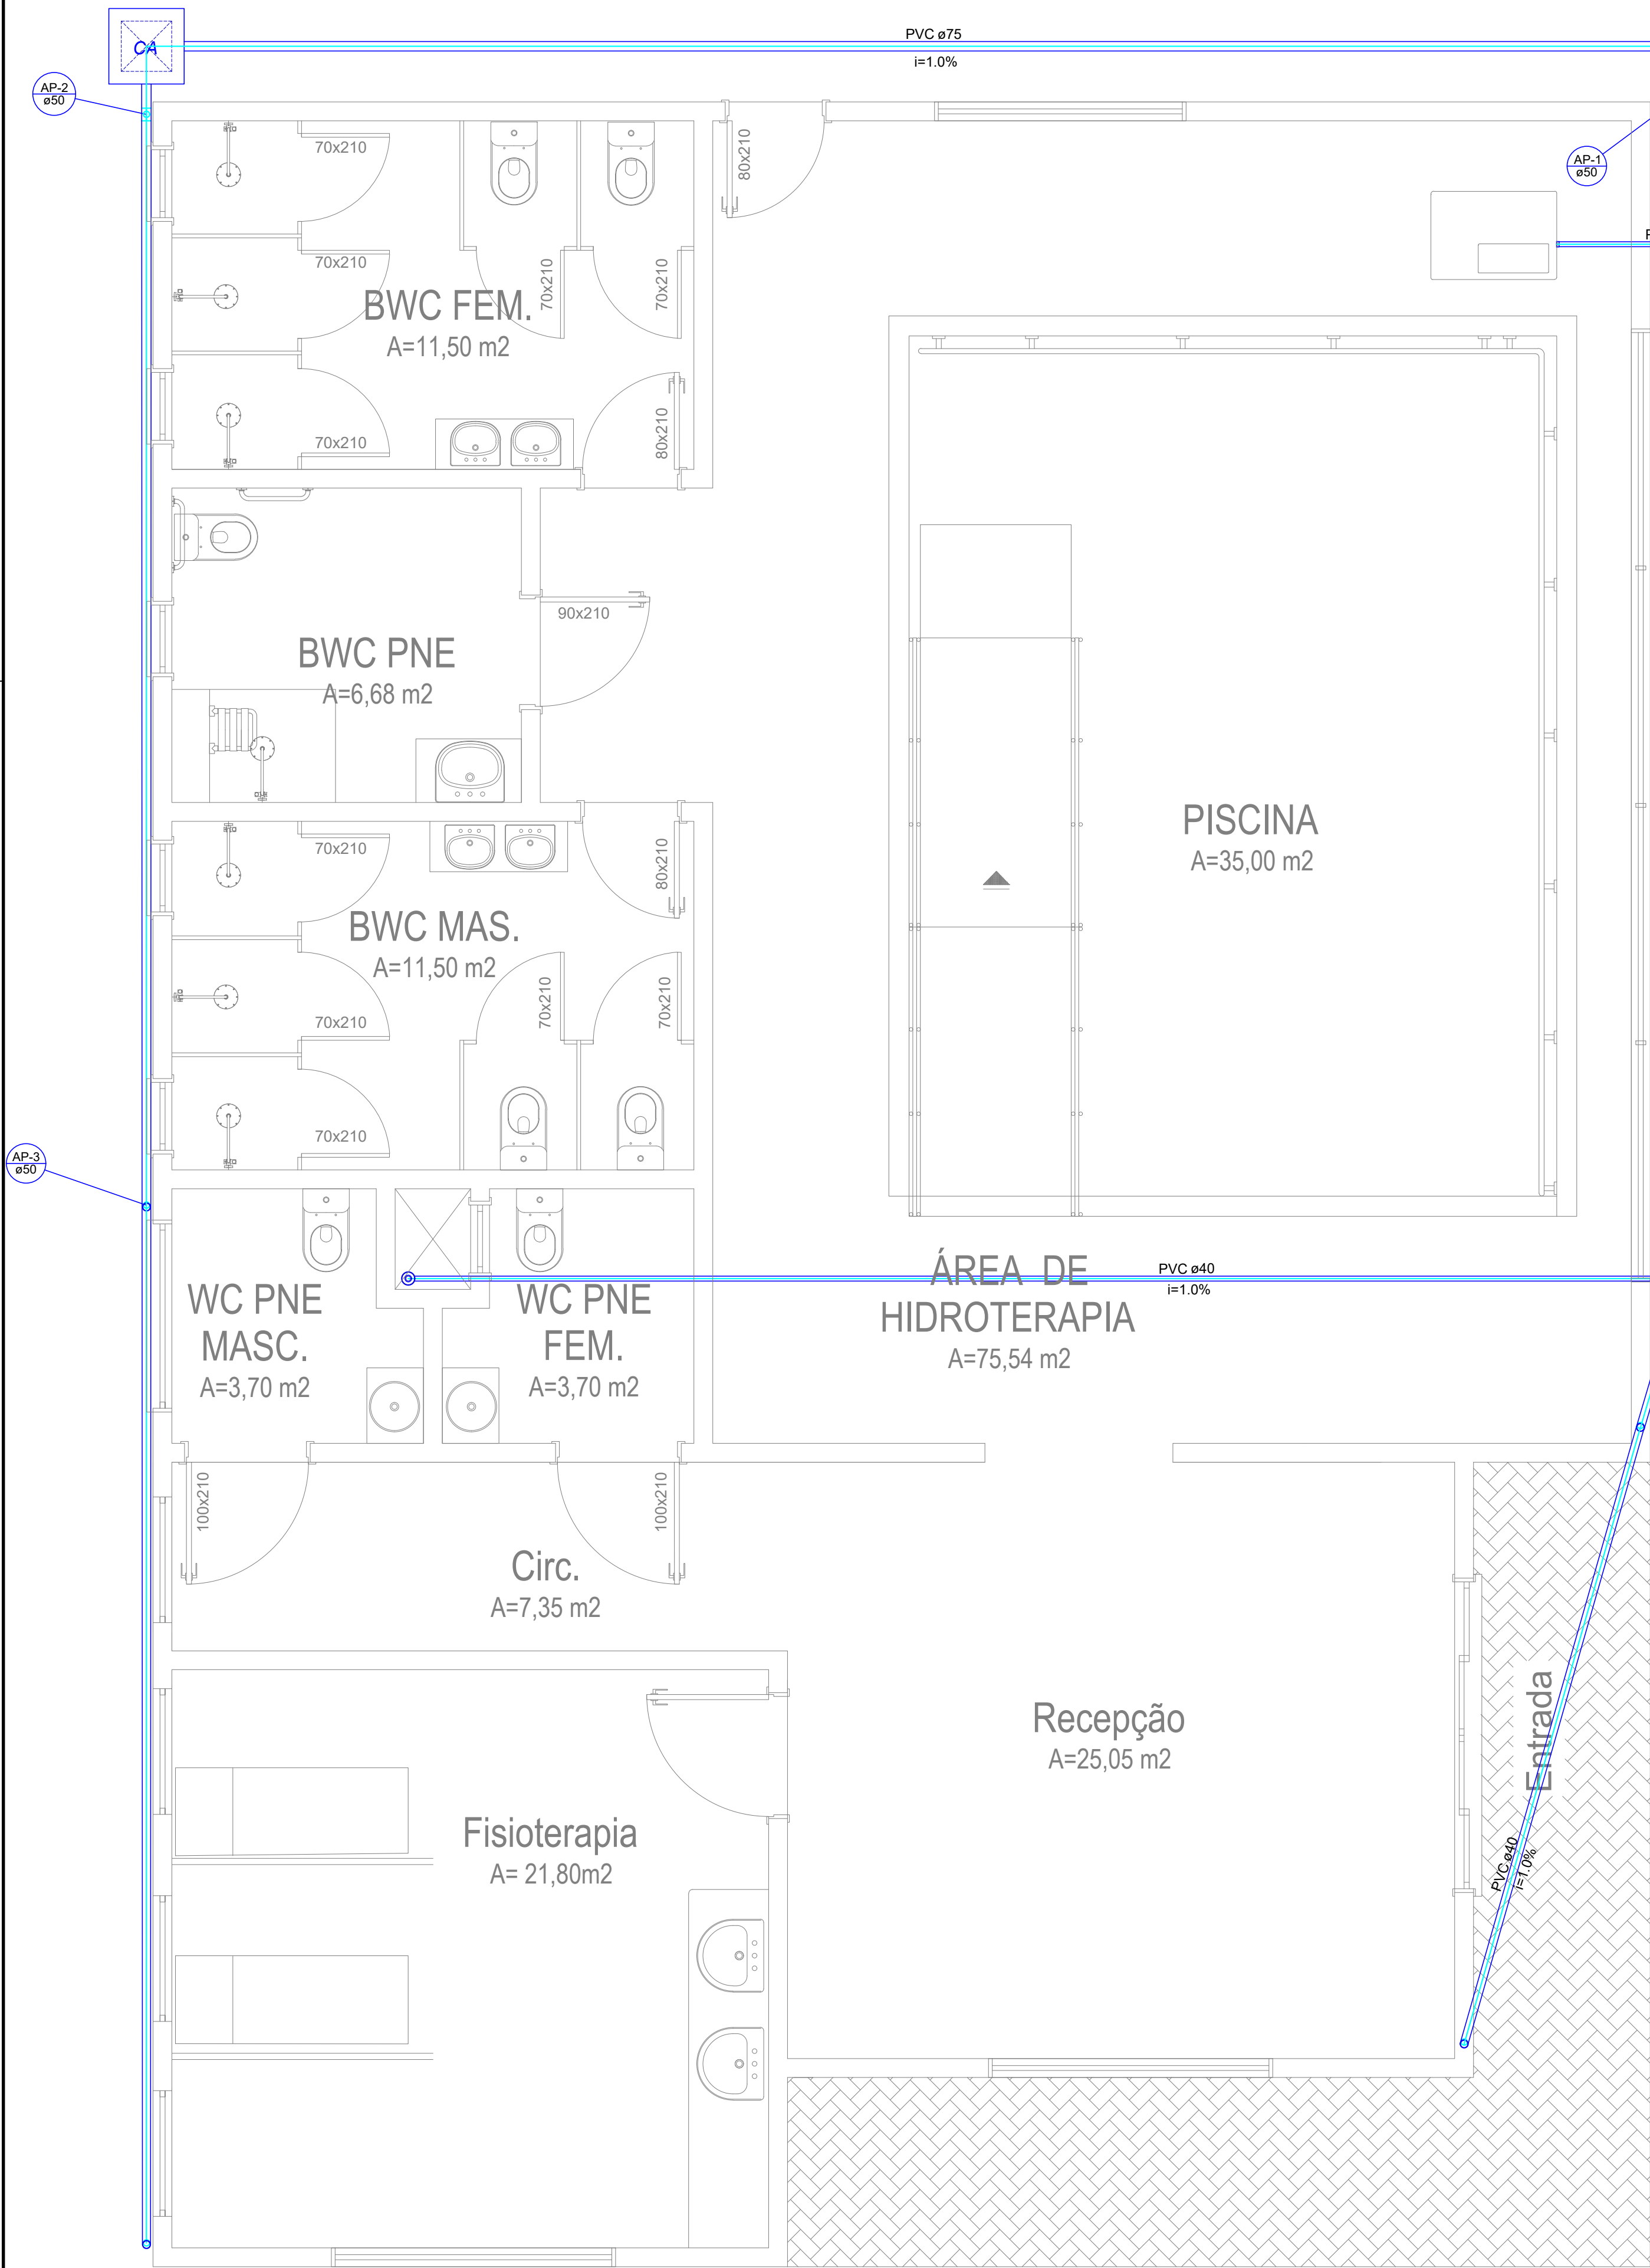 PVC ø75
i=1.0%
CA
AP-2
ø50
AP-1
ø50
70x210
80x210
70x210
70x210
70x210
BWC FEM.
A=11,50 m2
80x210
70x210
90x210
BWC PNE
A=6,68 m2
PISCINA
A=35,00 m2
70x210
80x210
BWC MAS.
A=11,50 m2
70x210
70x210
70x210
70x210
AP-3
ø50
PVC ø40
i=1.0%
ÁREA DE
HIDROTERAPIA
A=75,54 m2
WC PNE
MASC.
A=3,70 m2
WC PNE
FEM.
A=3,70 m2
100x210
100x210
Circ.
A=7,35 m2
Recepção
A=25,05 m2
Entrada
Fisioterapia
A= 21,80m2
PVC ø40
i=1.0%